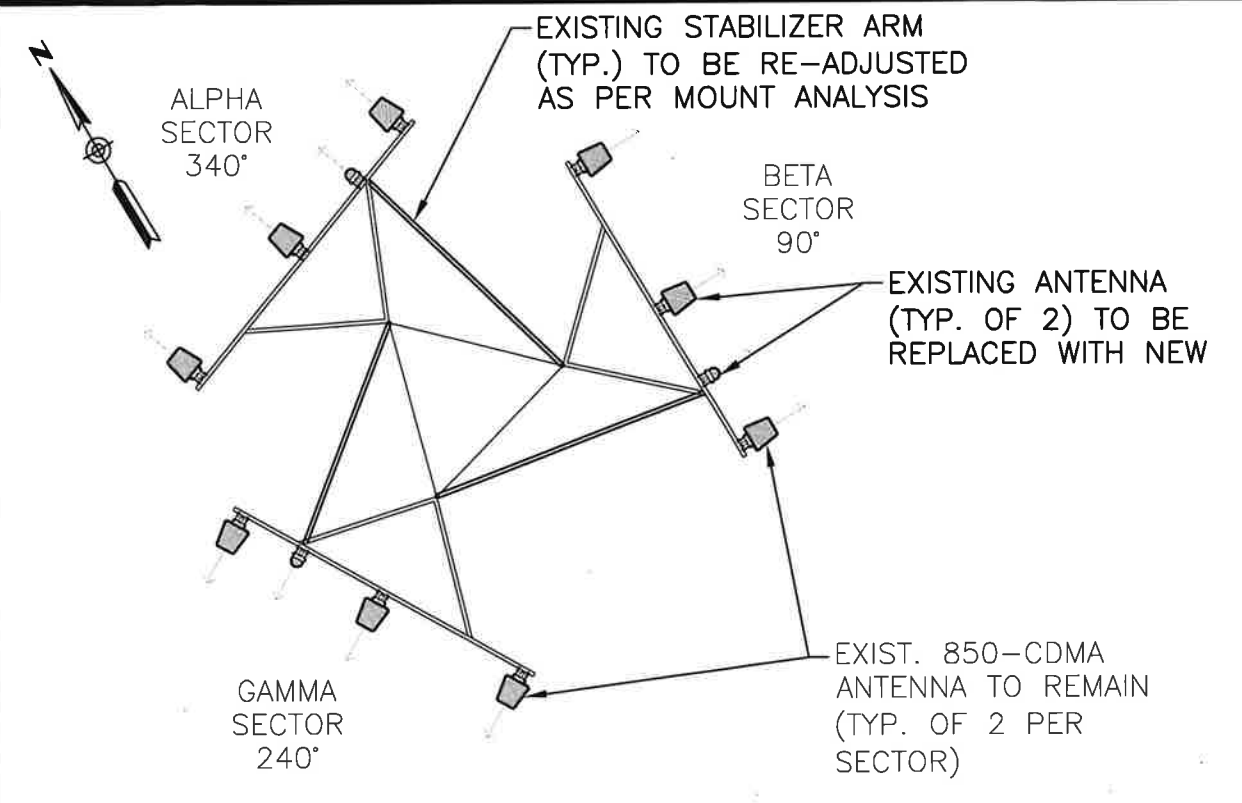 EXISTING STABILIZER ARM
(TYP.) TO BE RE-ADJUSTED
AS PER MOUNT ANALYSIS
N
ALPHA
SECTOR
340°
BETA
SECTOR
90°
EXISTING ANTENNA
(TYP. OF 2) TO BE
REPLACED WITH NEW
EXIST. 850-CDMA
ANTENNA TO REMAIN
(TYP. OF 2 PER
SECTOR)
GAMMA
SECTOR
240°